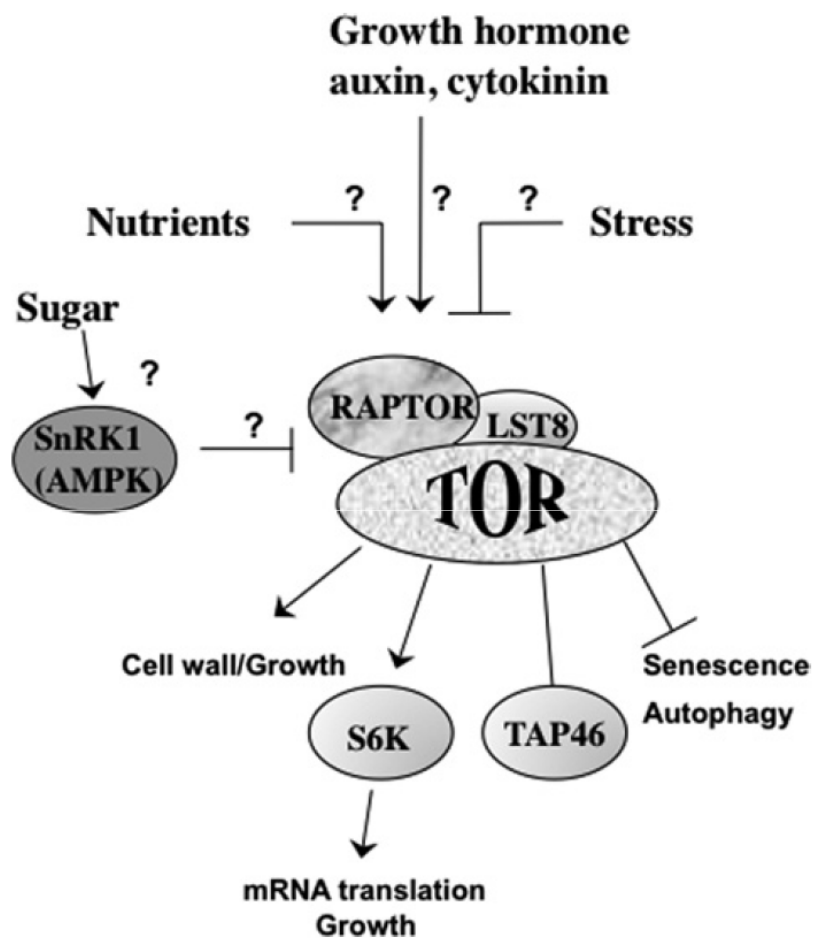 Growth hormone
auxin, cytokinin
?
?
?
Nutrients
Stress
Sugar
?
?
SnRK1
(AMPK)
RAPTOR
LST8
TOR
Cell wall/Growth
Senescence
Autophagy
S6K
TAP46
mRNA translation
Growth